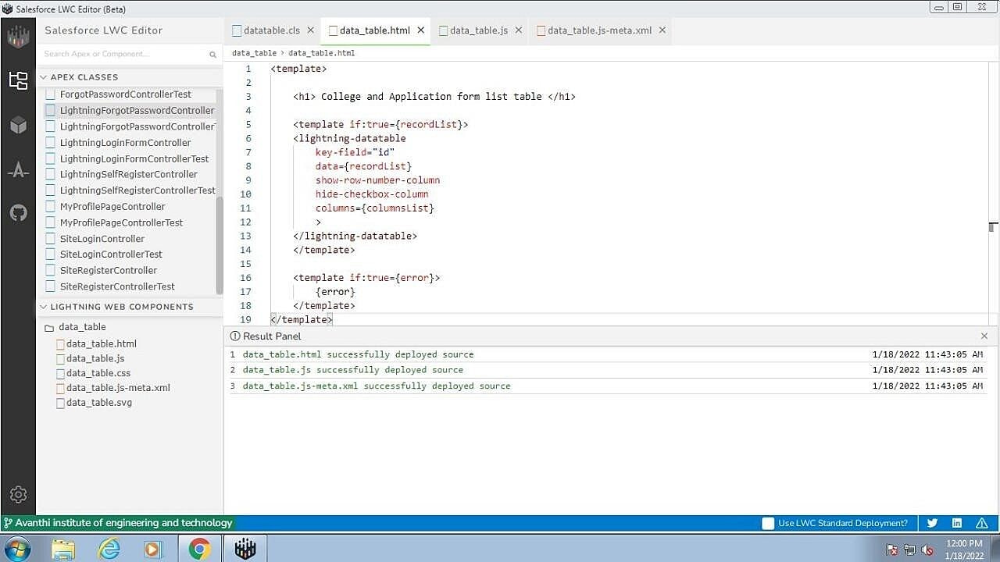 Salesforce LWC Editor (Beta)
Salesforce LWC Editor
Search Apex or Component...
APEX CLASSES
ForgotPasswordControllerTest
LightningForgotPasswordController
LightningForgotPasswordController
LightningLoginFormController
LightningLoginFormControllerTest
LightningSelfRegisterController
LightningSelfRegisterControllerTest
MyProfilePageController
MyProfilePageControllerTest
SiteLoginController
SiteLoginControllerTest
SiteRegisterController
SiteRegisterControllerTest
LIGHTNING WEB COMPONENTS
data_table
data_table.html
data_table.js
data_table.css
data_table.js-meta.xml
data_table.svg
datatable.cls × data_table.html × data_table.js × data_table.js-meta.xml ×
data_table > data_table.html
1 <template>
2
3 <h1> College and Application form list table </h1>
4
5 <template if:true={recordList}>
6 <lightning-datatable
7 key-field="id"
8 data={recordList}
9 show-row-number-column
10 hide-checkbox-column
11 columns={columnsList}
12 >
13 </lightning-datatable>
14 </template>
15
16 <template if:true={error}>
17 {error}
18 </template>
19 </template>
Result Panel ×
1 data_table.html successfully deployed source 1/18/2022 11:43:05 AM
2 data_table.js successfully deployed source 1/18/2022 11:43:05 AM
3 data_table.js-meta.xml successfully deployed source 1/18/2022 11:43:05 AM
Avanthi institute of engineering and technology
Use LWC Standard Deployment?
12:00 PM
1/18/2022